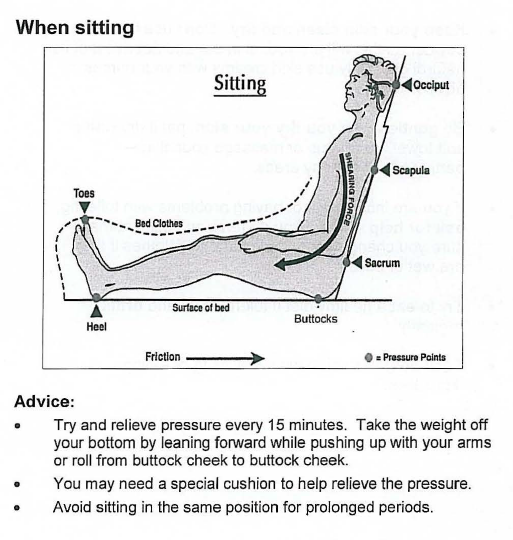 When sitting
Sitting
Occiput
SHEARING FORCE
Scapula
Toes
Bed Clothes
Sacrum
Surface of bed
Heel
Buttocks
Friction
= Pressure Points
Advice:
• Try and relieve pressure every 15 minutes. Take the weight off
your bottom by leaning forward while pushing up with your arms
or roll from buttock cheek to buttock cheek.
• You may need a special cushion to help relieve the pressure.
• Avoid sitting in the same position for prolonged periods.